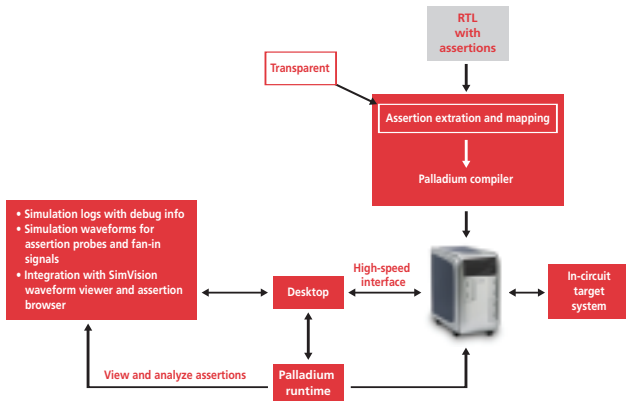 RTL
with
assertions
Transparent
Assertion extration and mapping
Palladium compiler
• Simulation logs with debug info
• Simulation waveforms for
assertion probes and fan-in
signals
• Integration with SimVision
waveform viewer and assertion
browser
High-speed
interface
Desktop
In-circuit
target
system
View and analyze assertions
Palladium
runtime